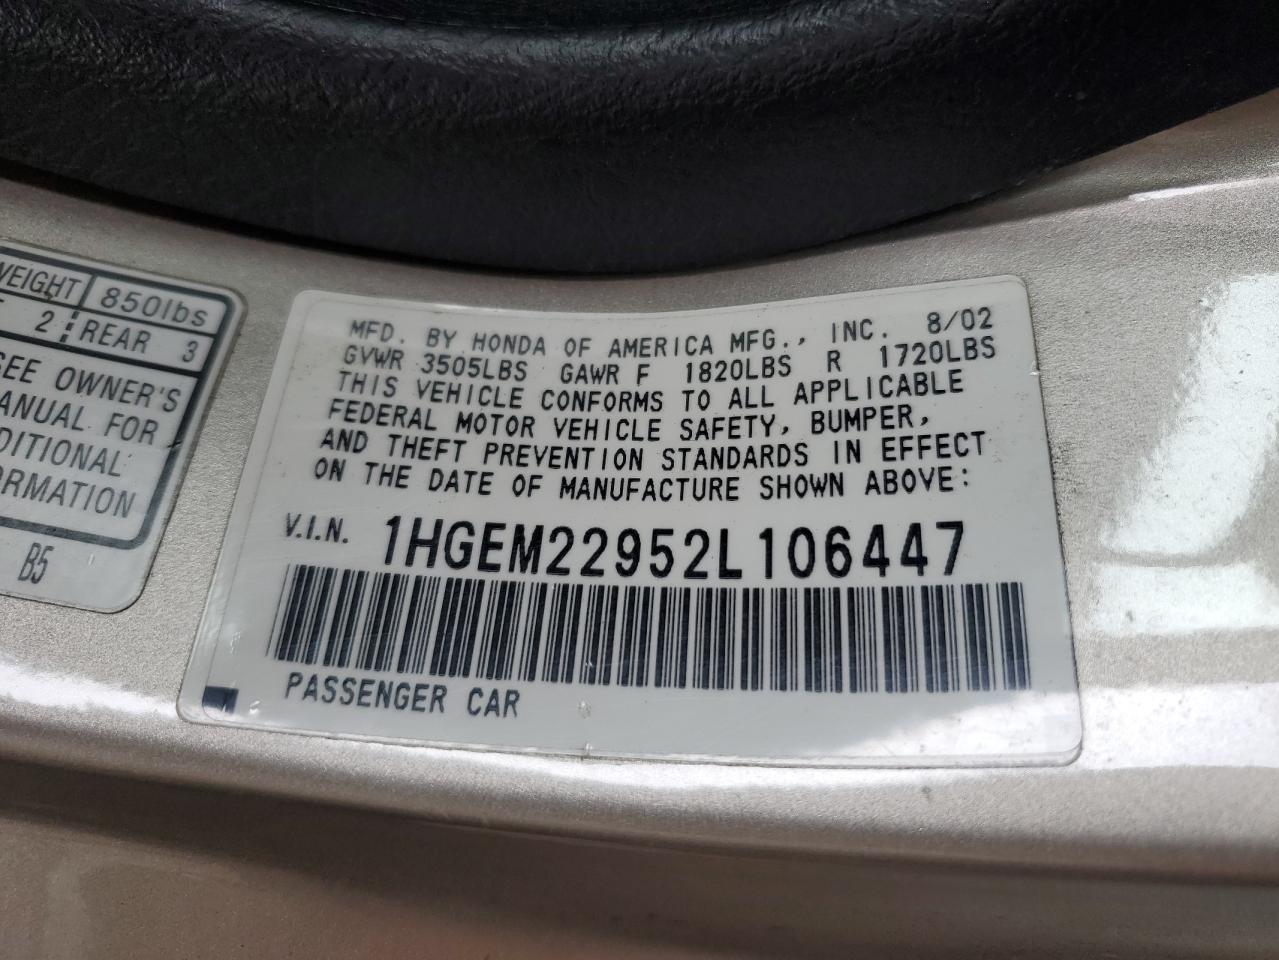 WEIGHT 850lbs
2 REAR 3
SEE OWNER'S
MANUAL FOR
DITIONAL
ORMATION
B5
MFD. BY HONDA OF AMERICA MFG., INC. 8/02
GVWR 3505LBS GAWR F 1820LBS R 1720LBS
THIS VEHICLE CONFORMS TO ALL APPLICABLE
FEDERAL MOTOR VEHICLE SAFETY, BUMPER,
AND THEFT PREVENTION STANDARDS IN EFFECT
ON THE DATE OF MANUFACTURE SHOWN ABOVE:
V.I.N. 1HGEM22952L106447
PASSENGER CAR